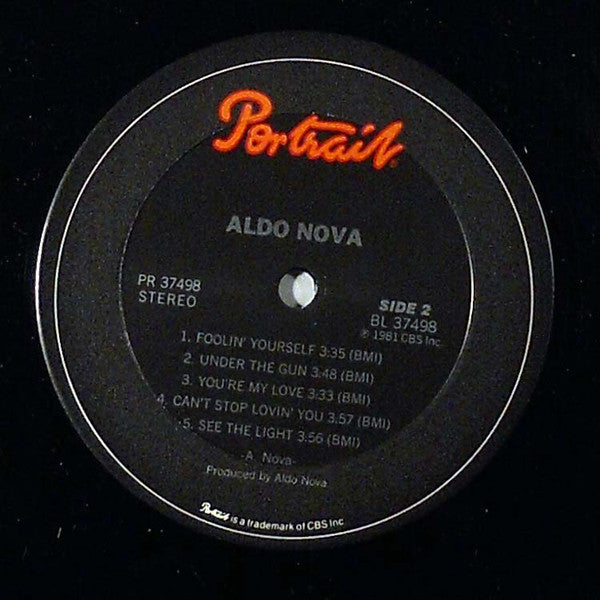 Portrait®
ALDO NOVA
PR 37498
STEREO
SIDE 2
BL 37498
℗ 1981 CBS Inc.
1. FOOLIN' YOURSELF 3:35 (BMI)
2. UNDER THE GUN 3:48 (BMI)
3. YOU'RE MY LOVE 3:33 (BMI)
4. CAN'T STOP LOVIN' YOU 3:57 (BMI)
5. SEE THE LIGHT 3:56 (BMI)
-A. Nova-
Produced by Aldo Nova
Portrait is a trademark of CBS Inc